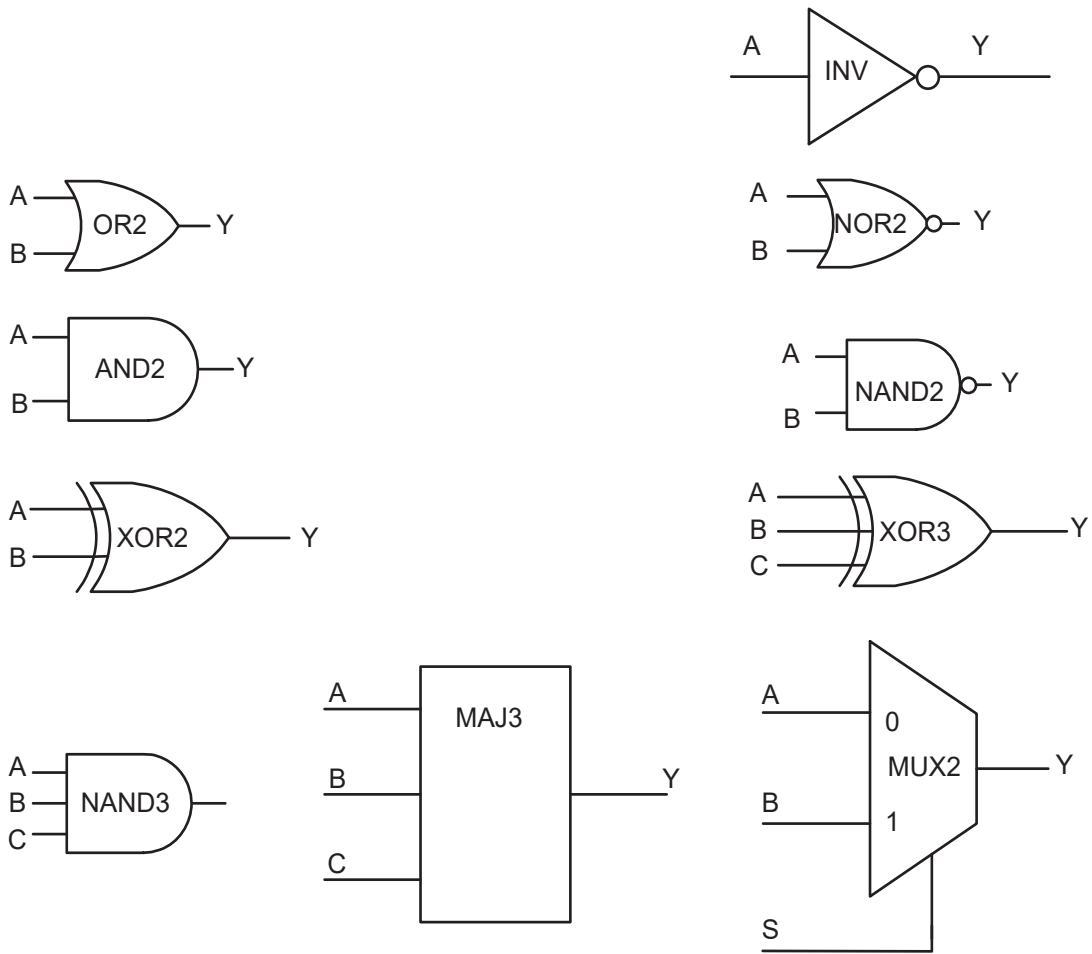 A INV Y
A OR2 Y
B
A NOR2 Y
B
A AND2 Y
B
A NAND2 Y
B
A XOR2 Y
B
A
B XOR3 Y
C
A
B NAND3
C
A MAJ3
B Y
C
A 0
MUX2 Y
B 1
S